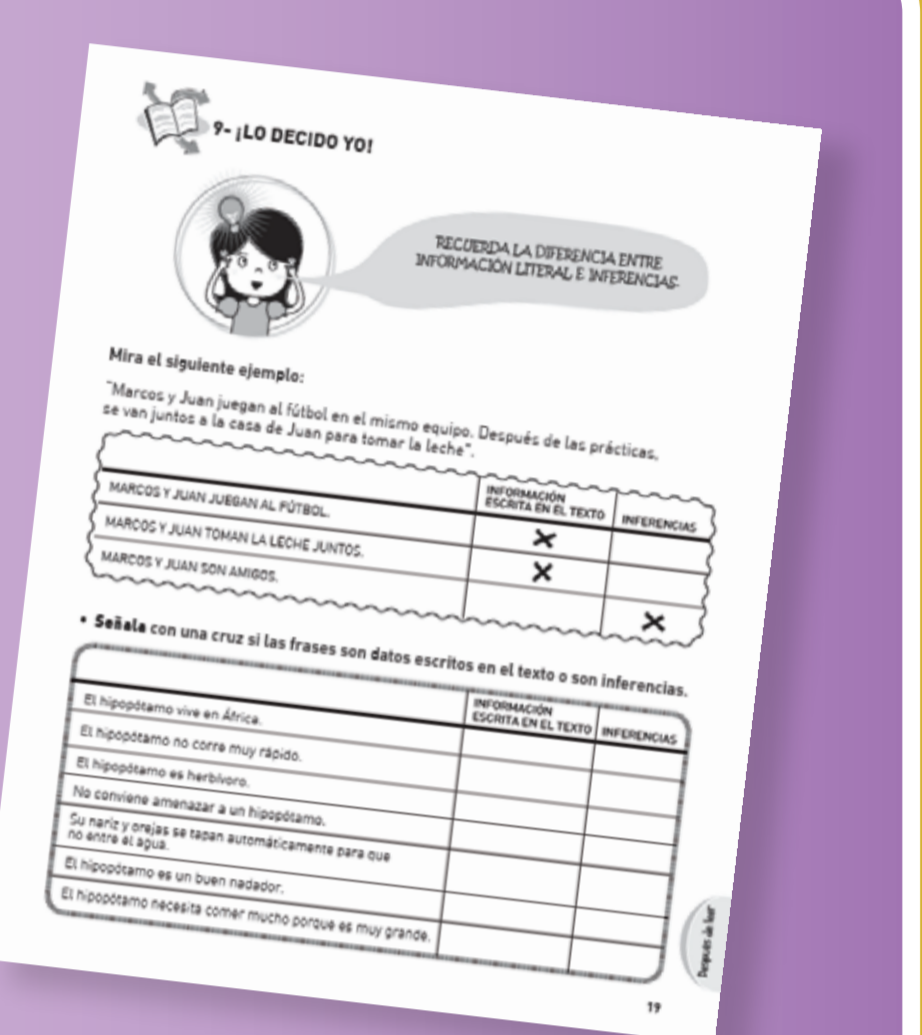 9- ¡LO DECIDO YO!
RECUERDA LA DIFERENCIA ENTRE
INFORMACIÓN LITERAL E INFERENCIAS.
Mira el siguiente ejemplo:
"Marcos y Juan juegan al fútbol en el mismo equipo. Después de las prácticas,
se van juntos a la casa de Juan para tomar la leche".
INFORMACIÓN
ESCRITA EN EL TEXTO
INFERENCIAS
MARCOS Y JUAN JUEGAN AL FÚTBOL.
MARCOS Y JUAN TOMAN LA LECHE JUNTOS.
MARCOS Y JUAN SON AMIGOS.
• Señala con una cruz si las frases son datos escritos en el texto o son inferencias.
INFORMACIÓN
ESCRITA EN EL TEXTO
INFERENCIAS
El hipopótamo vive en África.
El hipopótamo no corre muy rápido.
El hipopótamo es herbívoro.
No conviene amenazar a un hipopótamo.
Su nariz y orejas se tapan automáticamente para que
no entre el agua.
El hipopótamo es un buen nadador.
El hipopótamo necesita comer mucho porque es muy grande.
Después de leer
19